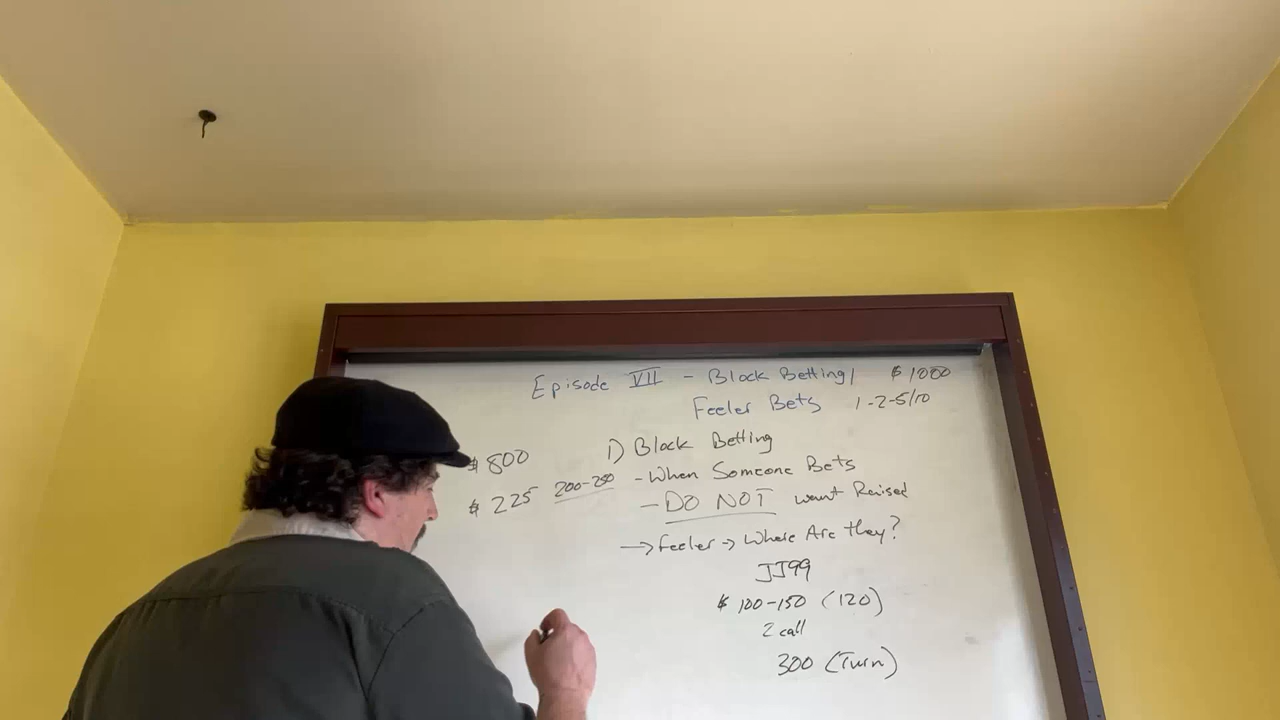 Episode VII - Block Betting/ $1000
Feeler Bets 1-2-5/10
1) Block Betting
$800
- When Someone Bets
$225 200-250
- DO NOT want Raised
→ Feeler → Where Are they?
JJ99
$100-150 (120)
2 call
300 (Turn)